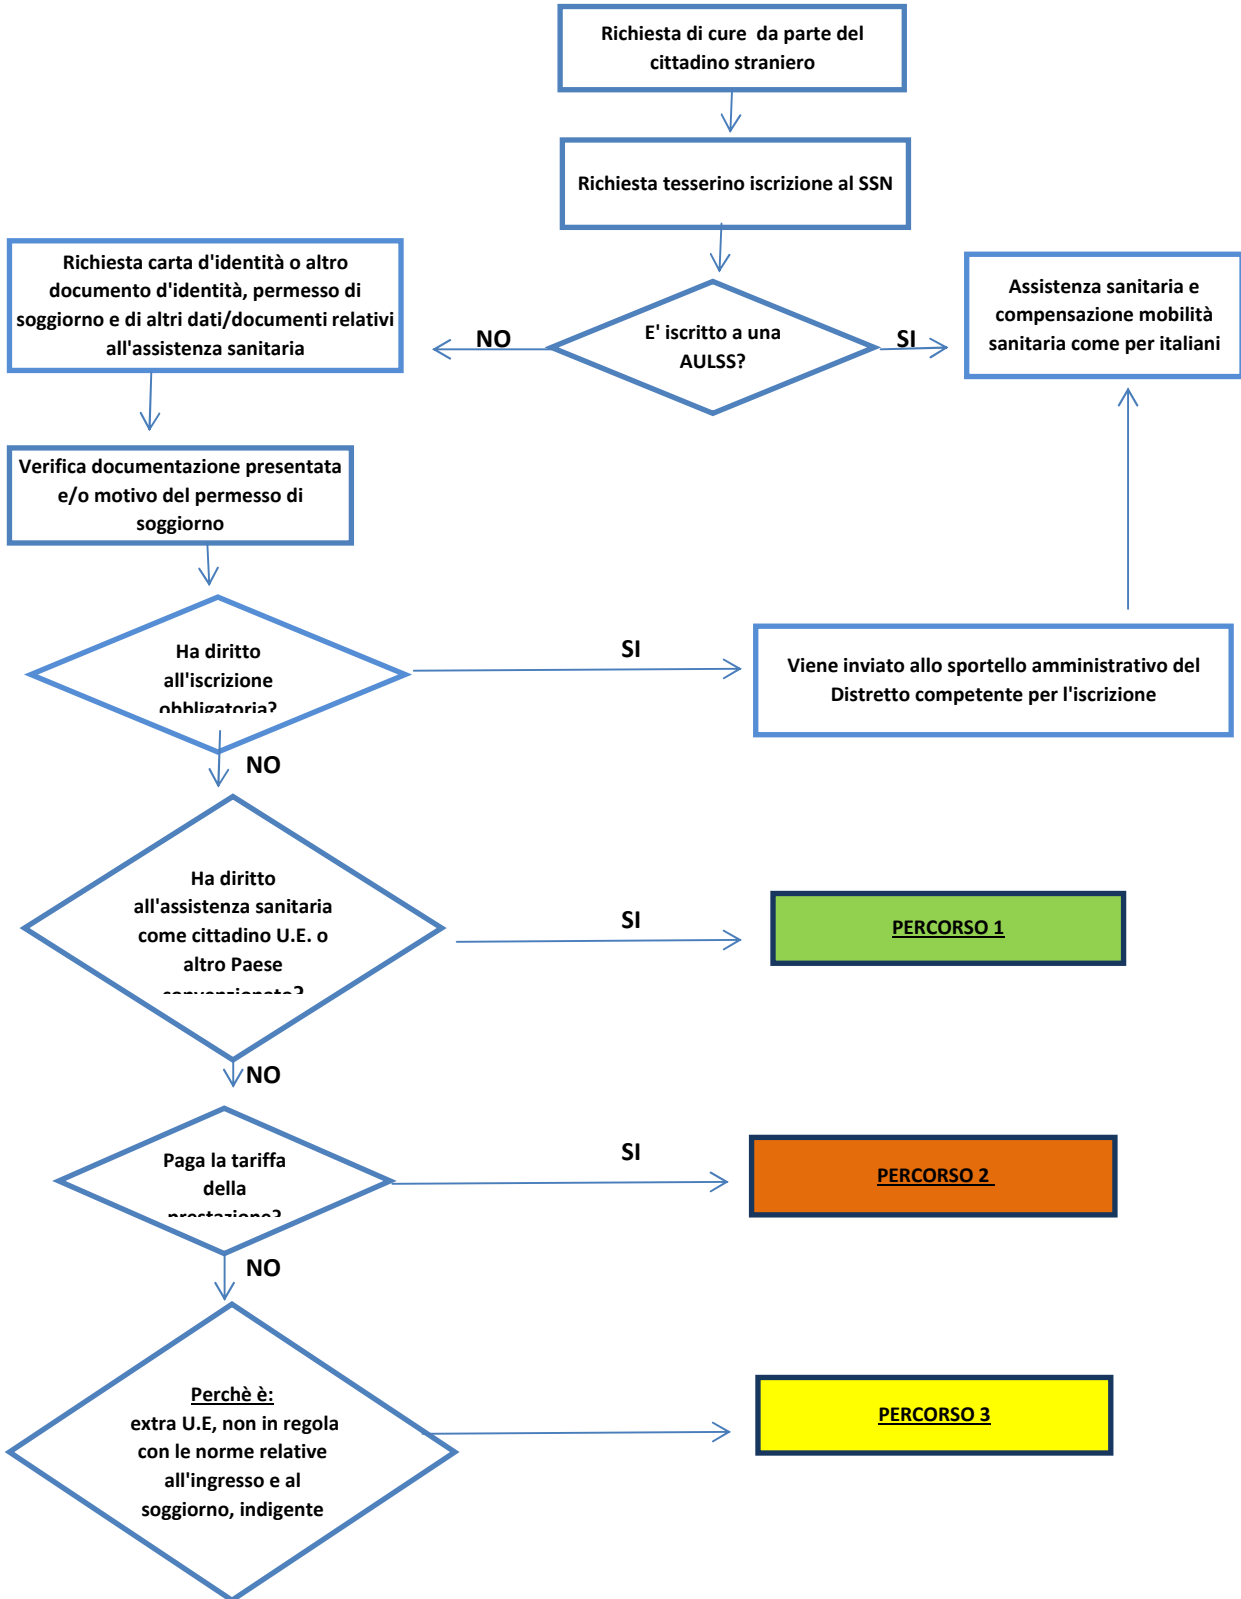 Richiesta di cure da parte del
cittadino straniero
Richiesta tesserino iscrizione al SSN
Richiesta carta d'identità o altro
documento d'identità, permesso di
soggiorno e di altri dati/documenti relativi
all'assistenza sanitaria
NO
E' iscritto a una
AULSS?
SI
Assistenza sanitaria e
compensazione mobilità
sanitaria come per italiani
Verifica documentazione presentata
e/o motivo del permesso di
soggiorno
Ha diritto
all'iscrizione
obbligatoria?
SI
Viene inviato allo sportello amministrativo del
Distretto competente per l'iscrizione
NO
Ha diritto
all'assistenza sanitaria
come cittadino U.E. o
altro Paese
convenzionato?
SI
PERCORSO 1
NO
Paga la tariffa
della
prestazione?
SI
PERCORSO 2
NO
Perchè è:
extra U.E, non in regola
con le norme relative
all'ingresso e al
soggiorno, indigente
PERCORSO 3